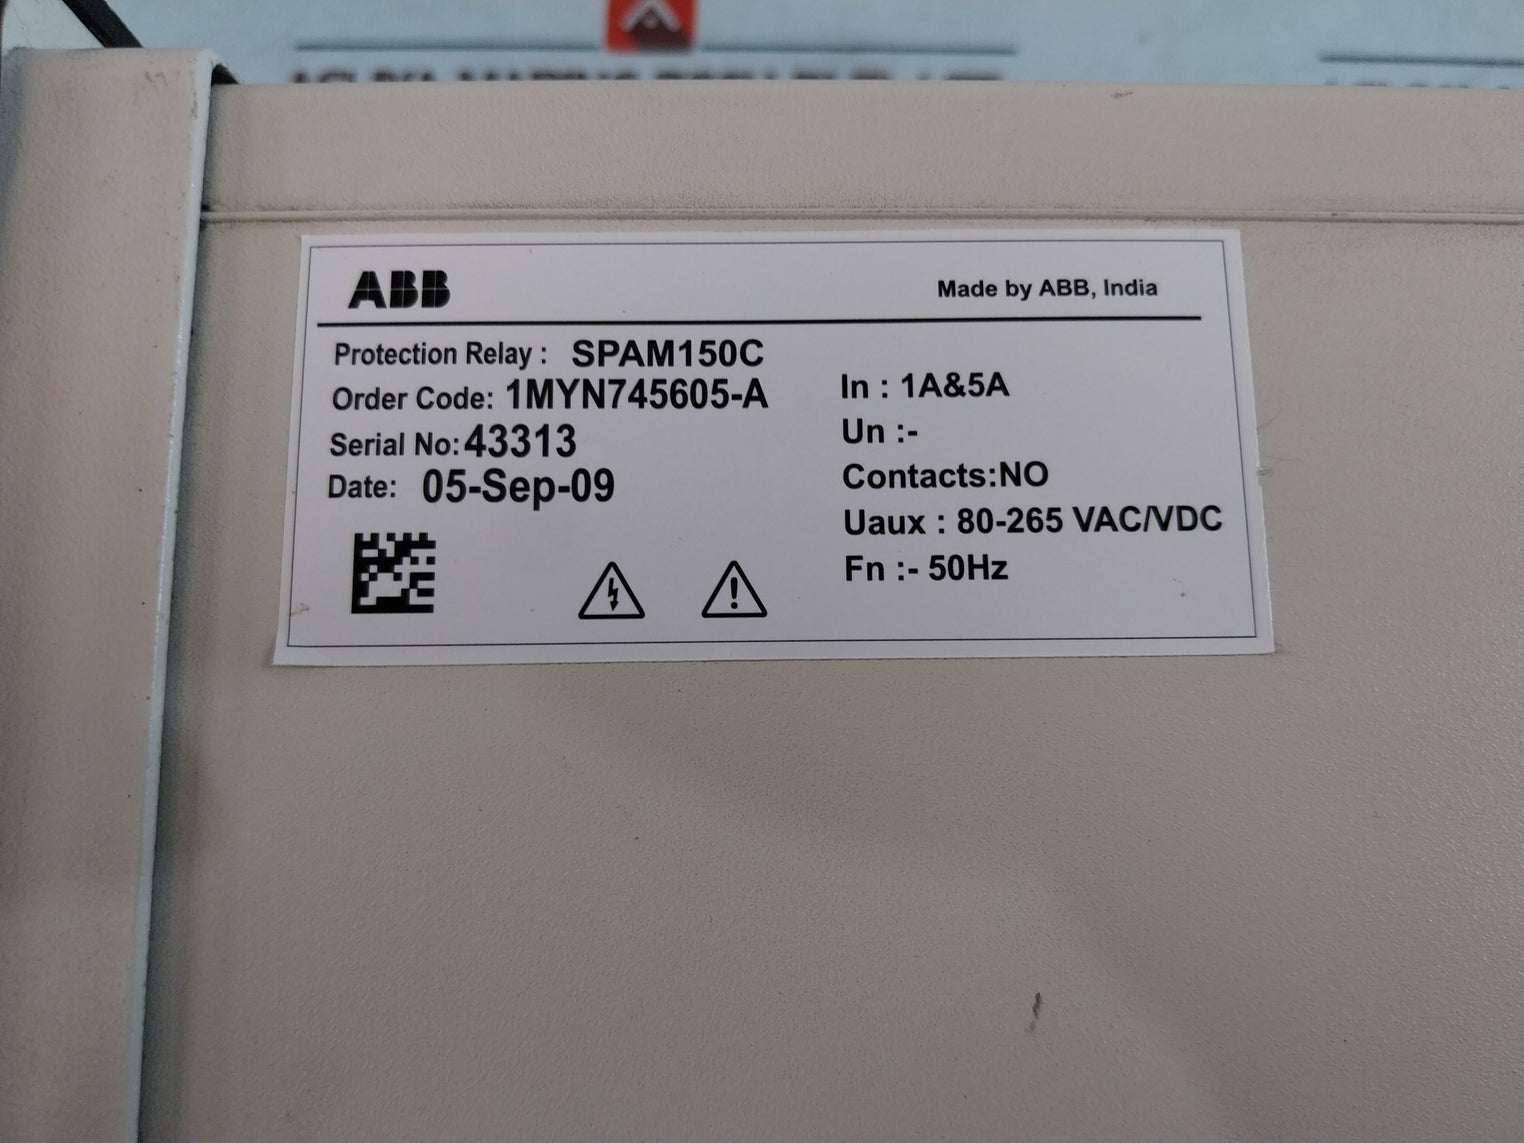 ABB
Made by ABB, India
Protection Relay : SPAM150C
Order Code: 1MYN745605-A
Serial No: 43313
Date: 05-Sep-09
In : 1A&5A
Un :-
Contacts:NO
Uaux : 80-265 VAC/VDC
Fn :- 50Hz